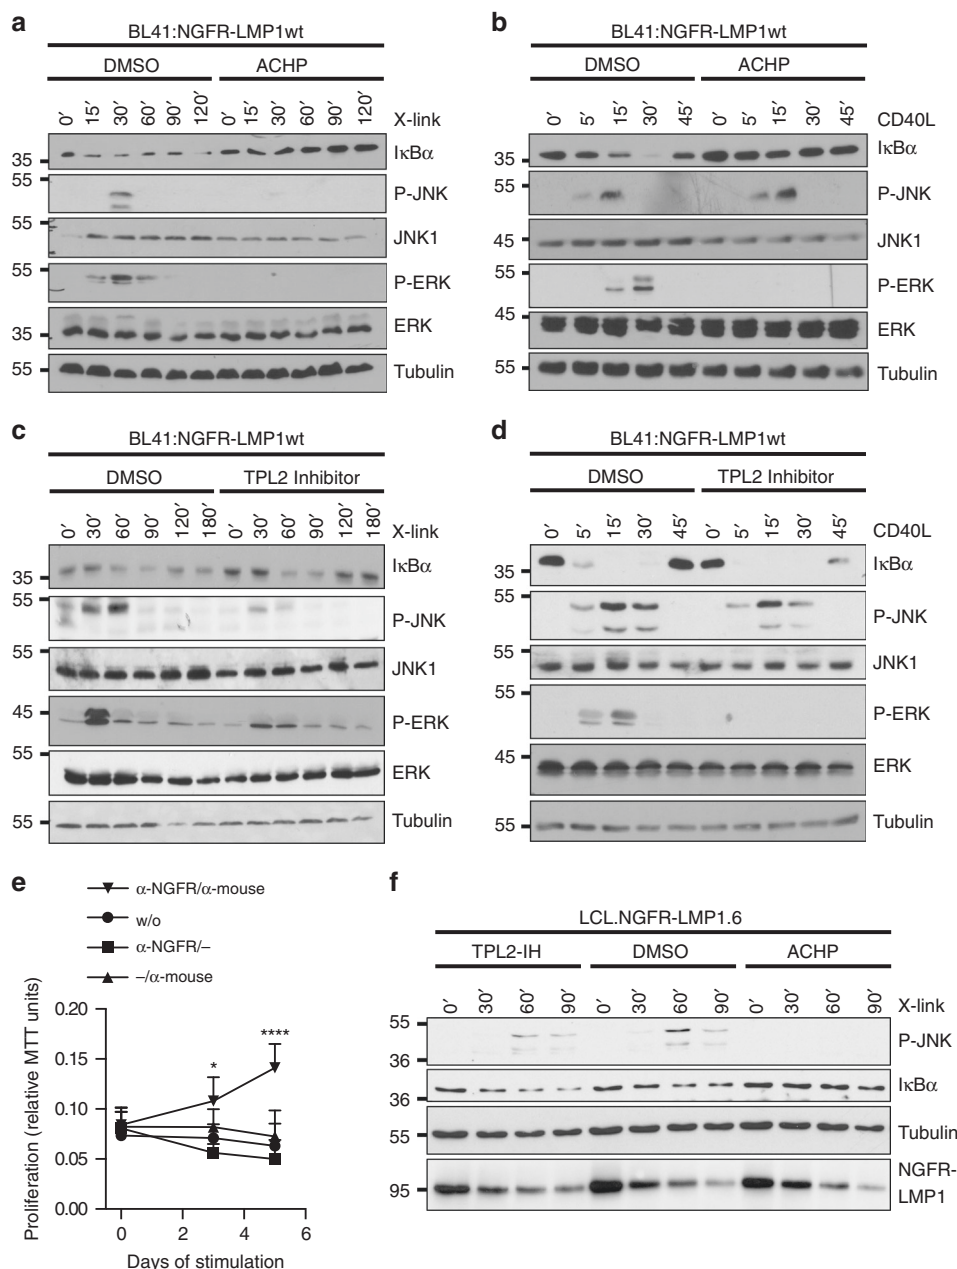 a
BL41:NGFR-LMP1wt
DMSO ACHP
0′ 15′ 30′ 60′ 90′ 120′ 0′ 15′ 30′ 60′ 90′ 120′ X-link
35 IκBα
55 P-JNK
55 JNK1
55 P-ERK
35 ERK
55 Tubulin
b
BL41:NGFR-LMP1wt
DMSO ACHP
0′ 5′ 15′ 30′ 45′ 0′ 5′ 15′ 30′ 45′ CD40L
35 IκBα
55 P-JNK
45 JNK1
55 P-ERK
45 ERK
55 Tubulin
c
BL41:NGFR-LMP1wt
DMSO TPL2 Inhibitor
0′ 30′ 60′ 90′ 120′ 180′ 0′ 30′ 60′ 90′ 120′ 180′ X-link
35 IκBα
55 P-JNK
55 JNK1
45 P-ERK
55 ERK
55 Tubulin
d
BL41:NGFR-LMP1wt
DMSO TPL2 Inhibitor
0′ 5′ 15′ 30′ 45′ 0′ 5′ 15′ 30′ 45′ CD40L
35 IκBα
55 P-JNK
55 JNK1
55 P-ERK
45 ERK
55 Tubulin
e
α-NGFR/α-mouse
w/o
α-NGFR/–
–/α-mouse
Proliferation (relative MTT units)
0.20
0.15
0.10
0.05
0.00
* ****
0 2 4 6
Days of stimulation
f
LCL.NGFR-LMP1.6
TPL2-IH DMSO ACHP
0′ 30′ 60′ 90′ 0′ 30′ 60′ 90′ 0′ 30′ 60′ 90′ X-link
55 P-JNK
36
IκBα
36
55 Tubulin
95 NGFR-
LMP1